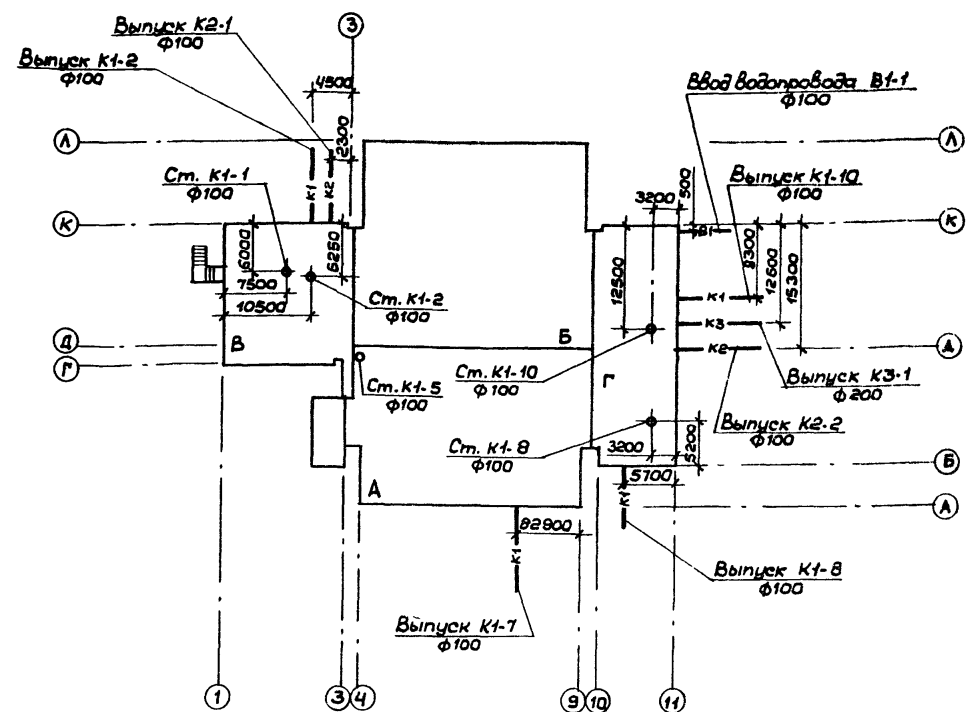 Выпуск К2-1
ф100
3
Выпуск К1-2
ф100
4500
Ввод водопровода В1-1
ф100
Л
2300
Л
Ст. К1-1
ф100
Выпуск К1-10
ф100
К1
К2
3200
500
К
К
В1
6000
6250
12500
9300
12600
15300
7500
10500
К1
Ст. К1-2
ф100
К3
К2
Д
В
Б
Д
Г
Ст. К1-5
ф100
Ст. К1-10
ф100
Г
Выпуск К3-1
ф200
Выпуск К2-2
ф100
Ст. К1-8
ф100
3200
5200
Б
5700
А
К1
А
82900
К1
Выпуск К1-8
ф100
Выпуск К1-7
ф100
1
3
4
9
10
11